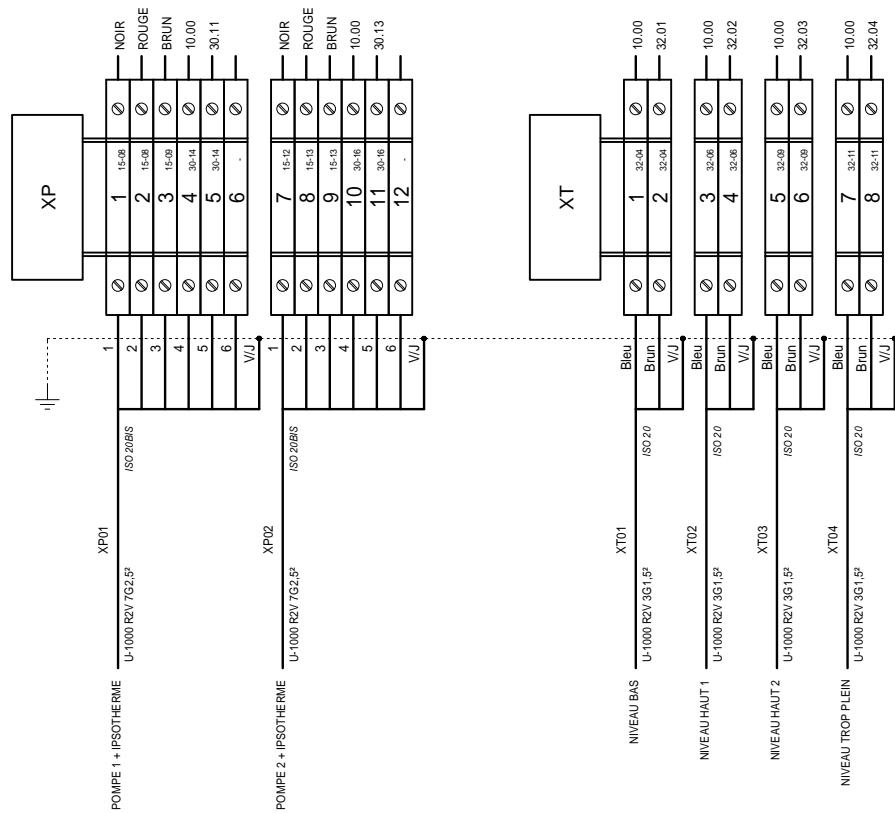 XP
1 15-08 NOIR
2 15-08 ROUGE
3 15-09 BRUN
4 30-14 10.00
5 30-14 30.11
6 -
1
2
3
4
5
6
V/J
ISO 20BIS
XP01
U-1000 R2V 7G2,5²
POMPE 1 + IPSOTHERME
7 15-12 NOIR
8 15-13 ROUGE
9 15-13 BRUN
10 30-16 10.00
11 30-16 30.13
12 -
1
2
3
4
5
6
V/J
ISO 20BIS
XP02
U-1000 R2V 7G2,5²
POMPE 2 + IPSOTHERME
XT
1 32-04 10.00
2 32-04 32.01
Bleu
Brun
V/J
ISO 20
XT01
U-1000 R2V 3G1,5²
NIVEAU BAS
3 32-06 10.00
4 32-06 32.02
Bleu
Brun
V/J
ISO 20
XT02
U-1000 R2V 3G1,5²
NIVEAU HAUT 1
5 32-09 10.00
6 32-09 32.03
Bleu
Brun
V/J
ISO 20
XT03
U-1000 R2V 3G1,5²
NIVEAU HAUT 2
7 32-11 10.00
8 32-11 32.04
Bleu
Brun
V/J
ISO 20
XT04
U-1000 R2V 3G1,5²
NIVEAU TROP PLEIN